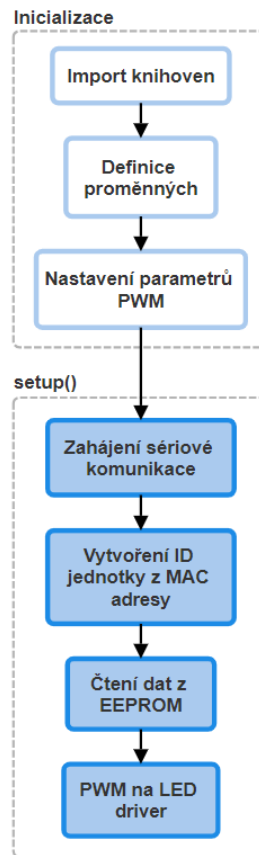 Inicializace
Import knihoven
Definice
proměnných
Nastavení parametrů
PWM
setup()
Zahájení sériové
komunikace
Vytvoření ID
jednotky z MAC
adresy
Čtení dat z
EEPROM
PWM na LED
driver